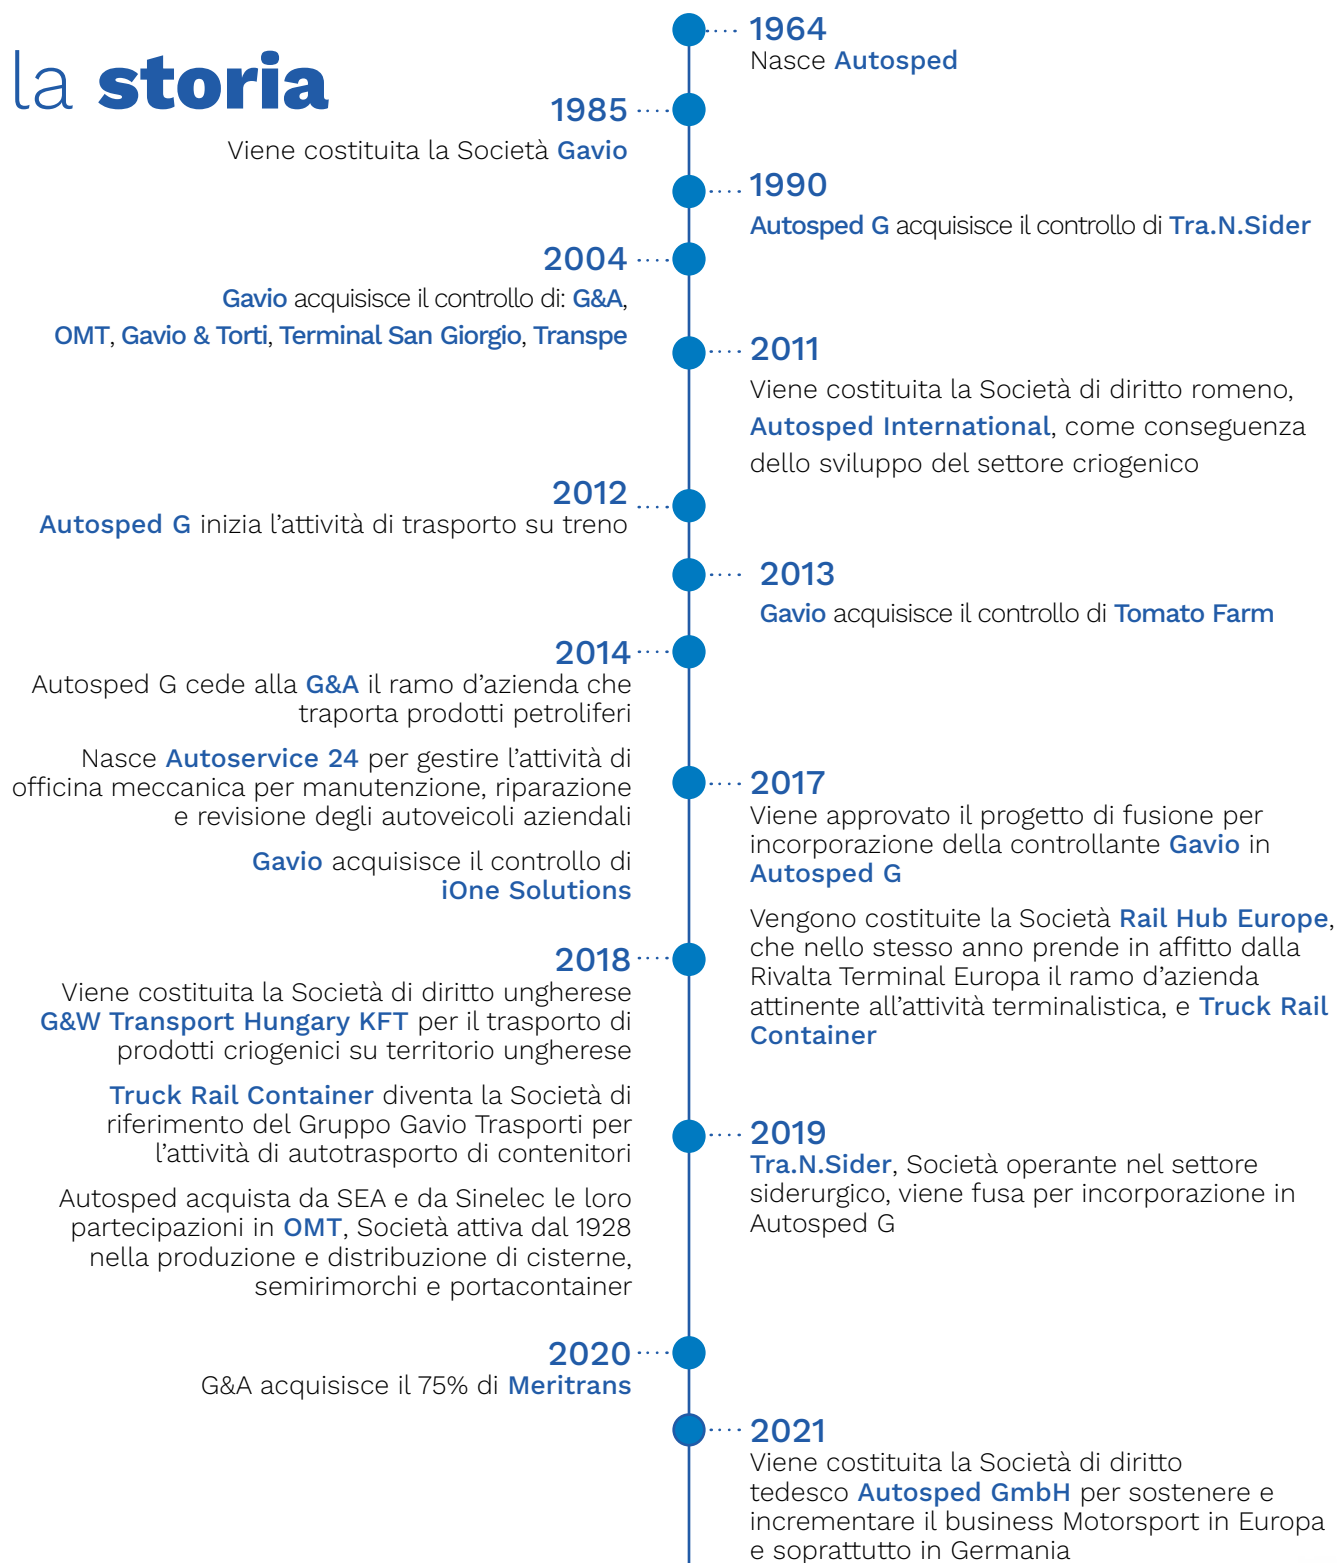 la storia
1964
Nasce Autosped
1985
Viene costituita la Società Gavio
1990
Autosped G acquisisce il controllo di Tra.N.Sider
2004
Gavio acquisisce il controllo di: G&A,
OMT, Gavio & Torti, Terminal San Giorgio, Transpe
2011
Viene costituita la Società di diritto romeno,
Autosped International, come conseguenza
dello sviluppo del settore criogenico
2012
Autosped G inizia l’attività di trasporto su treno
2013
Gavio acquisisce il controllo di Tomato Farm
2014
Autosped G cede alla G&A il ramo d’azienda che
traporta prodotti petroliferi
Nasce Autoservice 24 per gestire l’attività di
officina meccanica per manutenzione, riparazione
e revisione degli autoveicoli aziendali
Gavio acquisisce il controllo di
iOne Solutions
2017
Viene approvato il progetto di fusione per
incorporazione della controllante Gavio in
Autosped G
Vengono costituite la Società Rail Hub Europe,
che nello stesso anno prende in affitto dalla
Rivalta Terminal Europa il ramo d’azienda
attinente all’attività terminalistica, e Truck Rail
Container
2018
Viene costituita la Società di diritto ungherese
G&W Transport Hungary KFT per il trasporto di
prodotti criogenici su territorio ungherese
Truck Rail Container diventa la Società di
riferimento del Gruppo Gavio Trasporti per
l’attività di autotrasporto di contenitori
Autosped acquista da SEA e da Sinelec le loro
partecipazioni in OMT, Società attiva dal 1928
nella produzione e distribuzione di cisterne,
semirimorchi e portacontainer
2019
Tra.N.Sider, Società operante nel settore
siderurgico, viene fusa per incorporazione in
Autosped G
2020
G&A acquisisce il 75% di Meritrans
2021
Viene costituita la Società di diritto
tedesco Autosped GmbH per sostenere e
incrementare il business Motorsport in Europa
e soprattutto in Germania